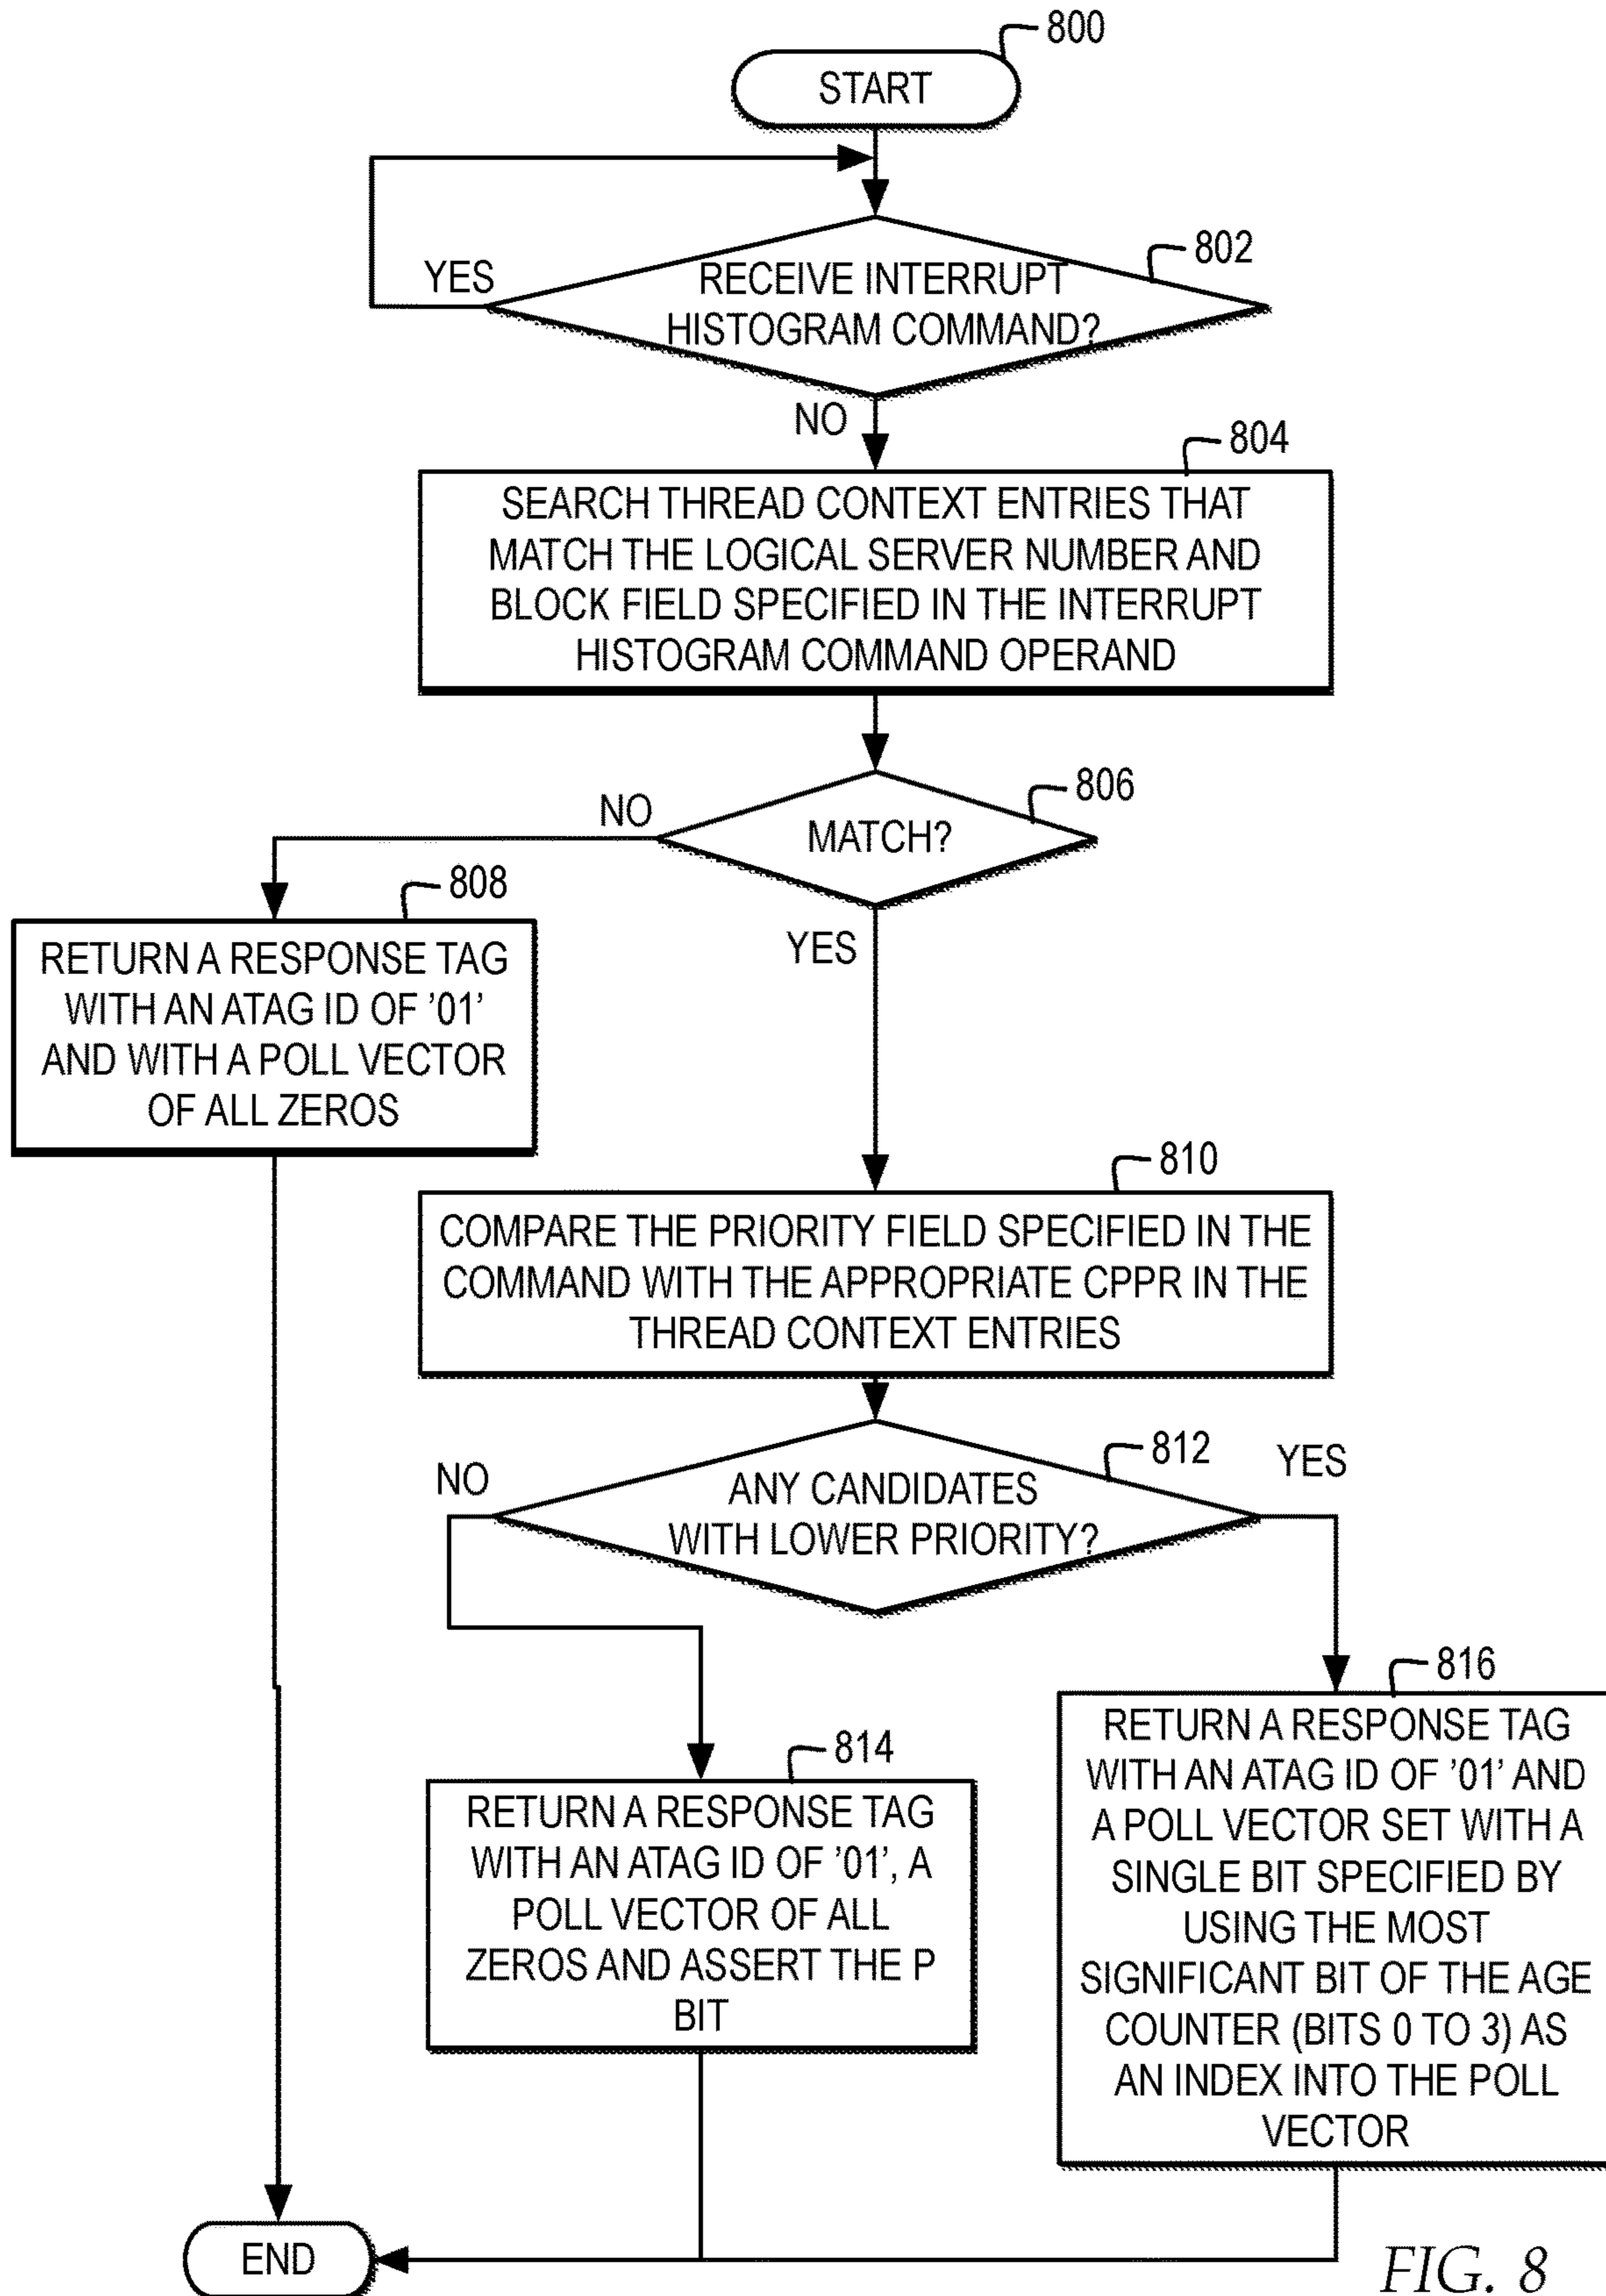 800
START
802
YES
RECEIVE INTERRUPT
HISTOGRAM COMMAND?
NO
804
SEARCH THREAD CONTEXT ENTRIES THAT
MATCH THE LOGICAL SERVER NUMBER AND
BLOCK FIELD SPECIFIED IN THE INTERRUPT
HISTOGRAM COMMAND OPERAND
806
NO
MATCH?
YES
808
RETURN A RESPONSE TAG
WITH AN ATAG ID OF '01'
AND WITH A POLL VECTOR
OF ALL ZEROS
810
COMPARE THE PRIORITY FIELD SPECIFIED IN THE
COMMAND WITH THE APPROPRIATE CPPR IN THE
THREAD CONTEXT ENTRIES
812
NO
YES
ANY CANDIDATES
WITH LOWER PRIORITY?
814
RETURN A RESPONSE TAG
WITH AN ATAG ID OF '01', A
POLL VECTOR OF ALL
ZEROS AND ASSERT THE P
BIT
816
RETURN A RESPONSE TAG
WITH AN ATAG ID OF '01' AND
A POLL VECTOR SET WITH A
SINGLE BIT SPECIFIED BY
USING THE MOST
SIGNIFICANT BIT OF THE AGE
COUNTER (BITS 0 TO 3) AS
AN INDEX INTO THE POLL
VECTOR
END
FIG. 8